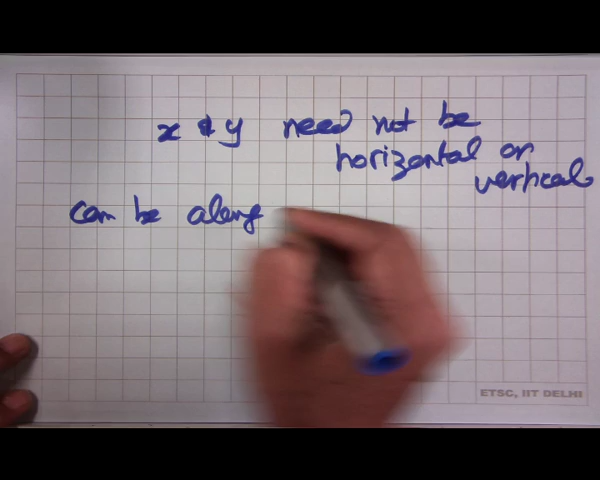 x & y need not be
horizontal or
vertical
can be along
ETSC, IIT DELHI